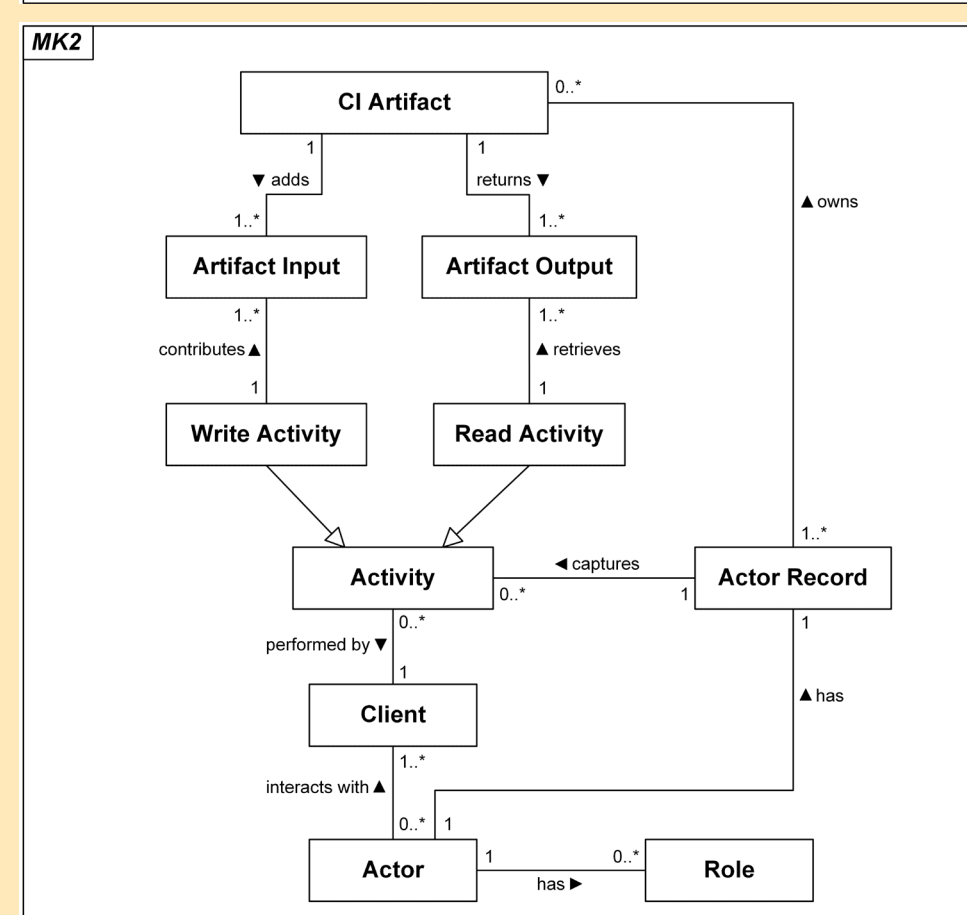 MK2
CI Artifact
0..*
1
1
▼ adds
returns ▼
▲ owns
1..*
1..*
Artifact Input
Artifact Output
1..*
1..*
contributes ▲
▲ retrieves
1
1
Write Activity
Read Activity
1..*
◄ captures
Activity
Actor Record
0..*
1
0..*
1
performed by ▼
1
Client
▲ has
1..*
interacts with ▲
0..*
1
Actor
1
0..*
Role
has ►